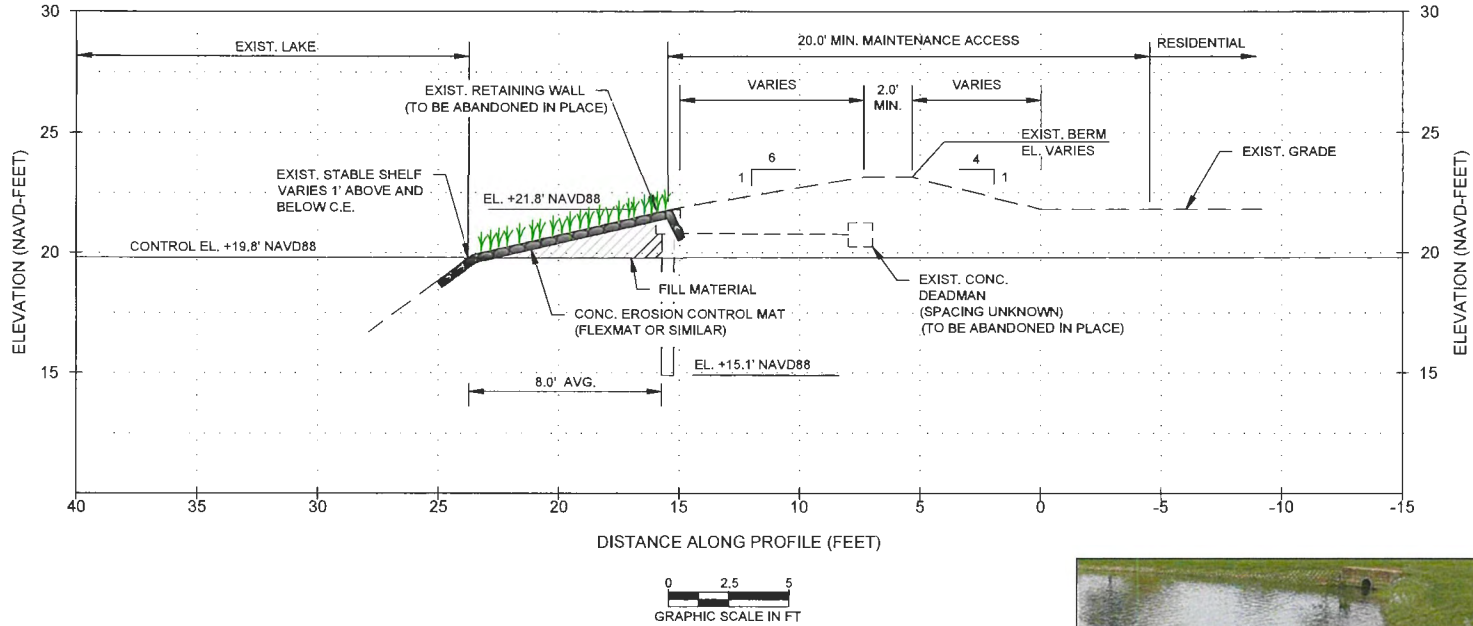 30
25
20
15
ELEVATION (NAVD-FEET)
EXIST. LAKE
20.0' MIN. MAINTENANCE ACCESS
RESIDENTIAL
EXIST. RETAINING WALL
(TO BE ABANDONED IN PLACE)
VARIES
2.0'
MIN.
VARIES
EXIST. STABLE SHELF
VARIES 1' ABOVE AND
BELOW C.E.
EL. +21.8' NAVD88
6
1
EXIST. BERM
EL. VARIES
4
1
EXIST. GRADE
CONTROL EL. +19.8' NAVD88
FILL MATERIAL
CONC. EROSION CONTROL MAT
(FLEXMAT OR SIMILAR)
EXIST. CONC.
DEADMAN
(SPACING UNKNOWN)
(TO BE ABANDONED IN PLACE)
EL. +15.1' NAVD88
8.0' AVG.
30
25
20
15
ELEVATION (NAVD-FEET)
40 35 30 25 20 15 10 5 0 -5 -10 -15
DISTANCE ALONG PROFILE (FEET)
0 2.5 5
GRAPHIC SCALE IN FT